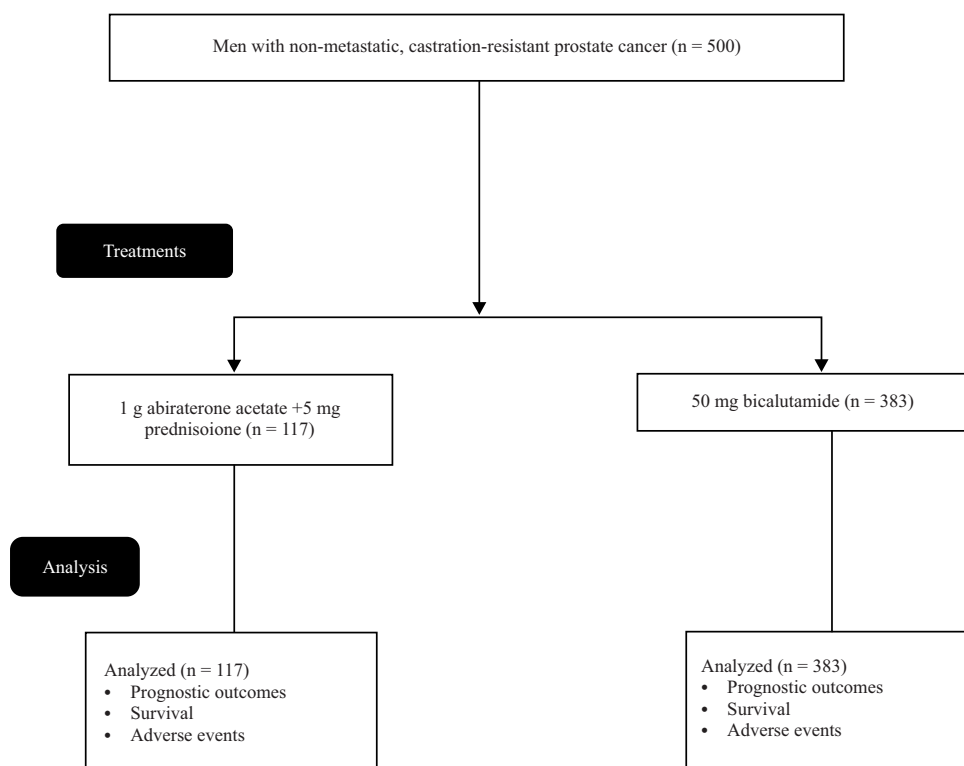 Men with non-metastatic, castration-resistant prostate cancer (n = 500)
Treatments
1 g abiraterone acetate +5 mg
prednisoione (n = 117)
50 mg bicalutamide (n = 383)
Analysis
Analyzed (n = 117)
• Prognostic outcomes
• Survival
• Adverse events
Analyzed (n = 383)
• Prognostic outcomes
• Survival
• Adverse events